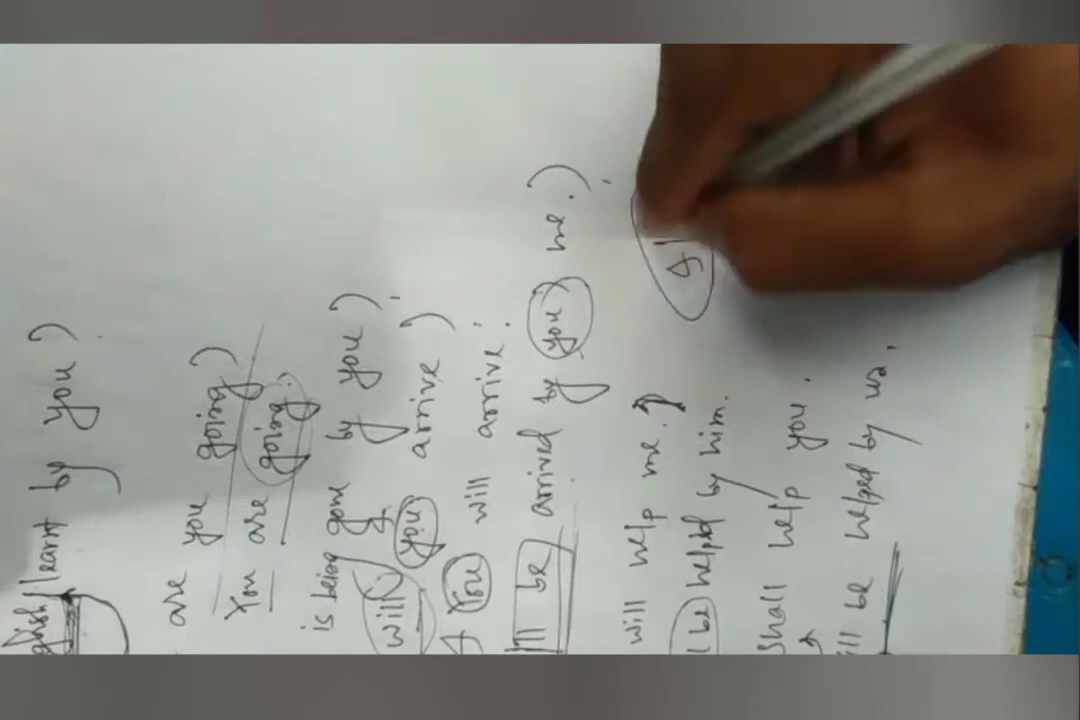 learnt by you ?
are you going ?
You are going.
is being gone by you ?
will you arrive ?
You will arrive.
be arrived by you ? me. ?
will help me.
be helped by him.
shall help you.
be helped by us.